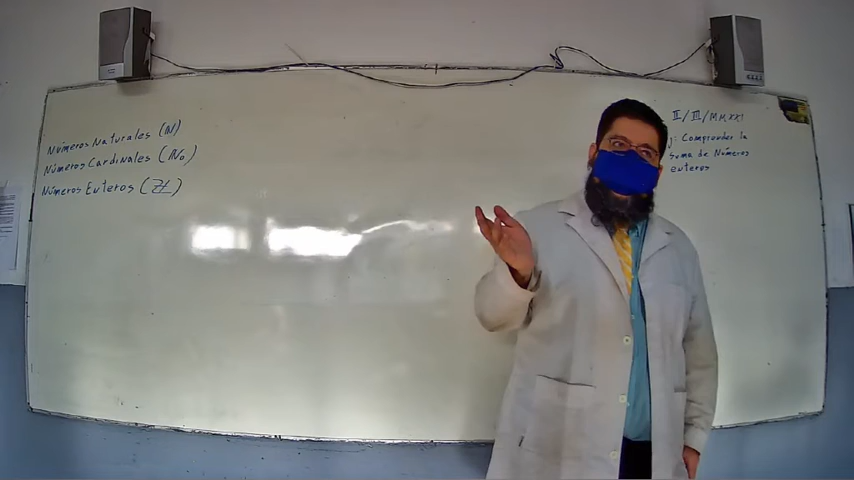 Números Naturales (N)
Números Cardinales (N₀)
Números Enteros (Z)
II/III/MMXXI
: Comprender la
suma de Números
enteros